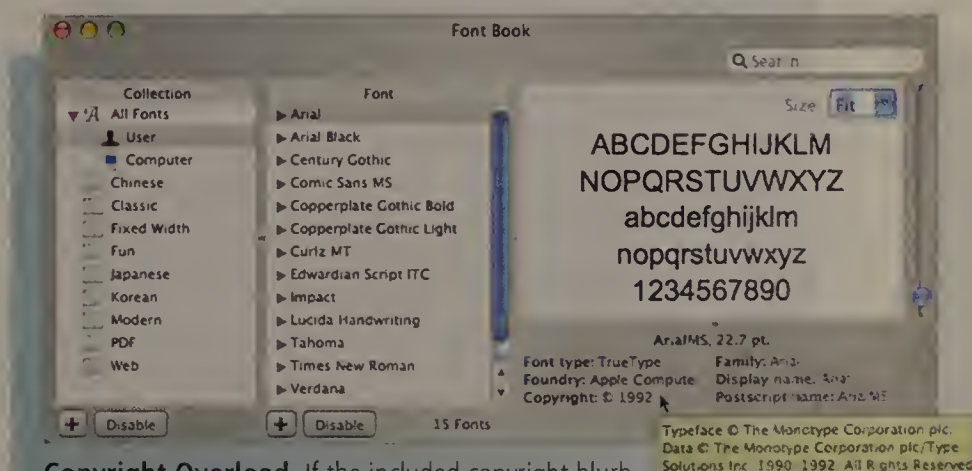 Font Book
Collection
All Fonts
User
Computer
Chinese
Classic
Fixed Width
Fun
Japanese
Korean
Modern
PDF
Web
+ Disable
Font
Arial
Arial Black
Century Gothic
Comic Sans MS
Copperplate Gothic Bold
Copperplate Gothic Light
Curlz MT
Edwardian Script ITC
Impact
Lucida Handwriting
Tahoma
Times New Roman
Verdana
+ Disable
15 Fonts
Size Fit
ABCDEFGHIJKLM
NOPQRSTUVWXYZ
abcdefghijklm
nopqrstuvwxyz
1234567890
ArialMS, 22.7 pt.
Font type: TrueType
Foundry: Apple Compute
Copyright: © 1992
Family:
Display name:
Postscript name:
Typeface © The Monotype Corporation plc.
Data © The Monotype Corporation plc/Type
Solutions Inc. 1990-1992. All Rights Reserve
Copyright Overload. If the included copyright blurb